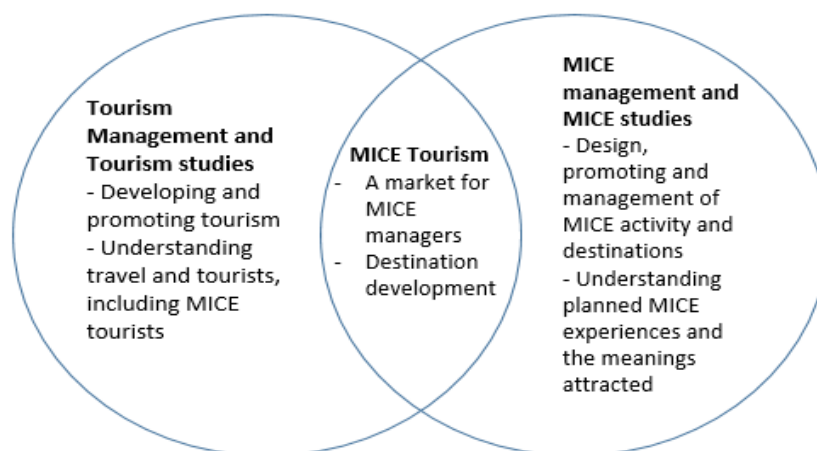 Tourism
Management and
Tourism studies
- Developing and
promoting tourism
- Understanding
travel and tourists,
including MICE
tourists
MICE Tourism
- A market for
MICE
managers
- Destination
development
MICE
management and
MICE studies
- Design,
promoting and
management of
MICE activity and
destinations
- Understanding
planned MICE
experiences and
the meanings
attracted